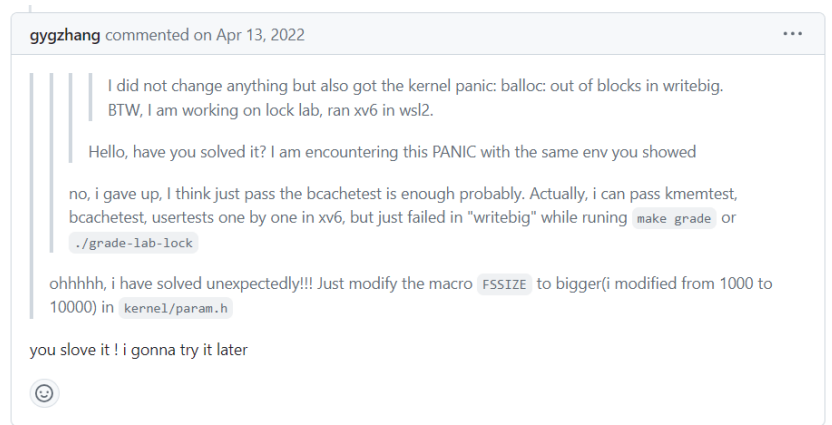 gygzhang commented on Apr 13, 2022
I did not change anything but also got the kernel panic: balloc: out of blocks in writebig.
BTW, I am working on lock lab, ran xv6 in wsl2.
Hello, have you solved it? I am encountering this PANIC with the same env you showed
no, i gave up, I think just pass the bcachetest is enough probably. Actually, i can pass kmemtest,
bcachetest, usertests one by one in xv6, but just failed in "writebig" while runing make grade or
./grade-lab-lock
ohhhhh, i have solved unexpectedly!!! Just modify the macro FSSIZE to bigger(i modified from 1000 to
10000) in kernel/param.h
you slove it ! i gonna try it later